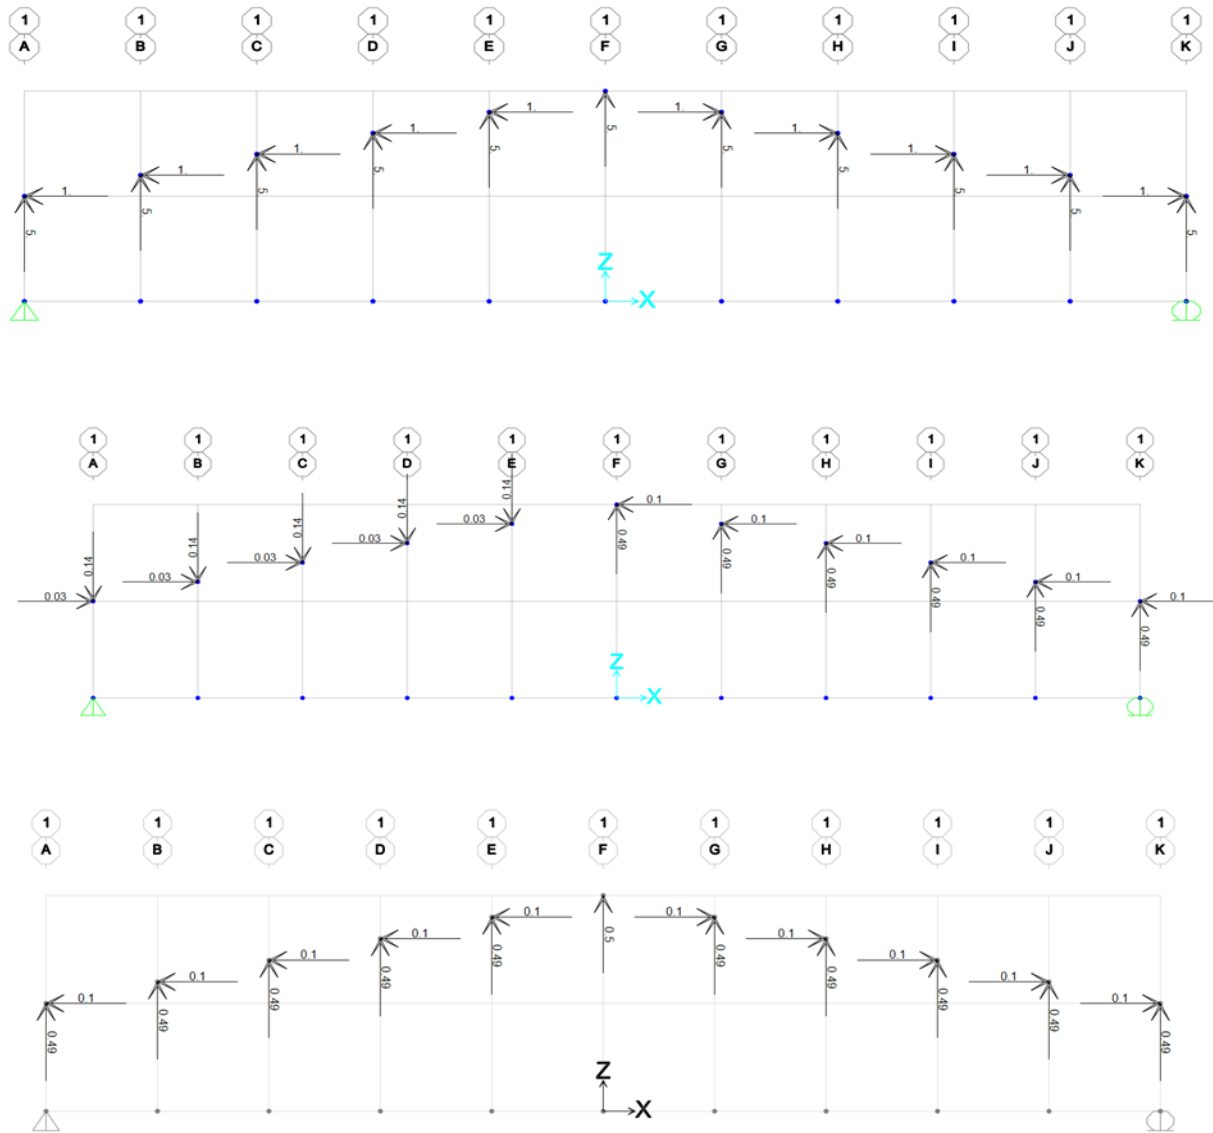 1 1 1 1 1 1 1 1 1 1 1
A B C D E F G H I J K
1. 5 1.
1. 5 5 1.
1. 5 5 1.
1. 5 5 1.
1. 5 5 1.
5 5
Z
X
1 1 1 1 1 1 1 1 1 1 1
A B C D E F G H I J K
0.14 0.1
0.03 0.14 0.49 0.1
0.03 0.14 0.49 0.1
0.03 0.14 0.49 0.1
0.03 0.14 0.49 0.1
0.03 0.49 0.1
0.49
Z
X
1 1 1 1 1 1 1 1 1 1 1
A B C D E F G H I J K
0.1 0.5 0.1
0.1 0.49 0.49 0.1
0.1 0.49 0.49 0.1
0.1 0.49 0.49 0.1
0.1 0.49 0.49 0.1
0.49 0.49
Z
X